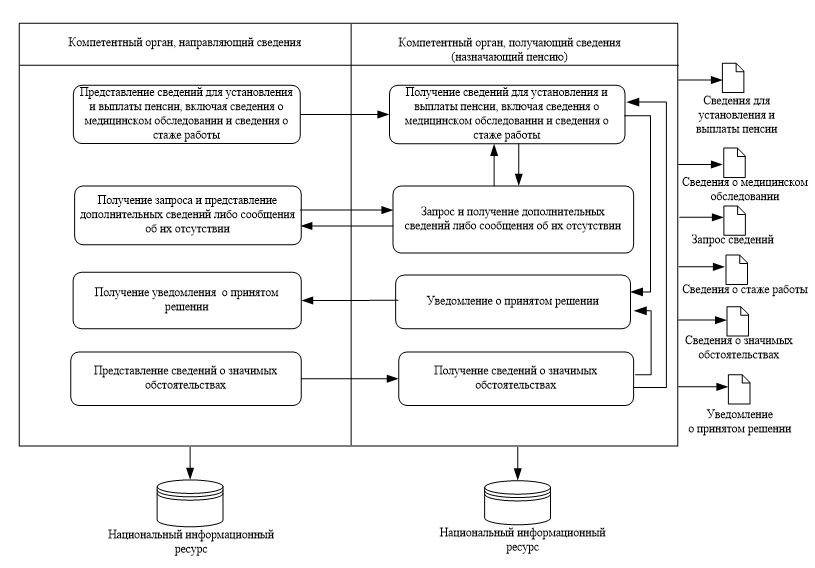 Компетентный орган, направляющий сведения
Компетентный орган, получающий сведения
(назначающий пенсию)
Представление сведений для установления
и выплаты пенсии, включая сведения о
медицинском обследовании и сведения о
стаже работы
Получение сведений для установления и
выплаты пенсии, включая сведения о
медицинском обследовании и сведения о
стаже работы
Получение запроса и представление
дополнительных сведений либо сообщения
об их отсутствии
Запрос и получение дополнительных
сведений либо сообщения об их отсутствии
Получение уведомления о принятом
решении
Уведомление о принятом решении
Представление сведений о значимых
обстоятельствах
Получение сведений о значимых
обстоятельствах
Сведения для
установления и
выплаты пенсии
Сведения о медицинском
обследовании
Запрос сведений
Сведения о стаже работы
Сведения о значимых
обстоятельствах
Уведомление
о принятом решении
Национальный информационный
ресурс
Национальный информационный
ресурс